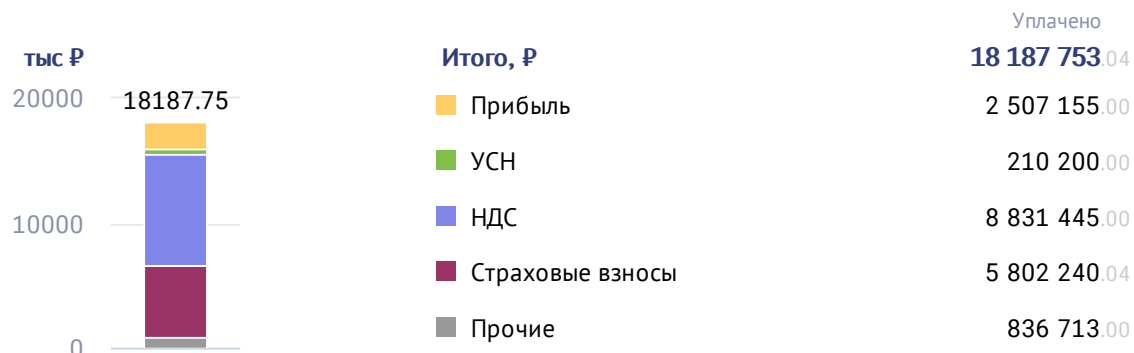 Уплачено
тыс ₽ Итого, ₽ 18 187 753.04
20000 18187.75
Прибыль 2 507 155.00
УСН 210 200.00
НДС 8 831 445.00
10000
Страховые взносы 5 802 240.04
Прочие 836 713.00
0